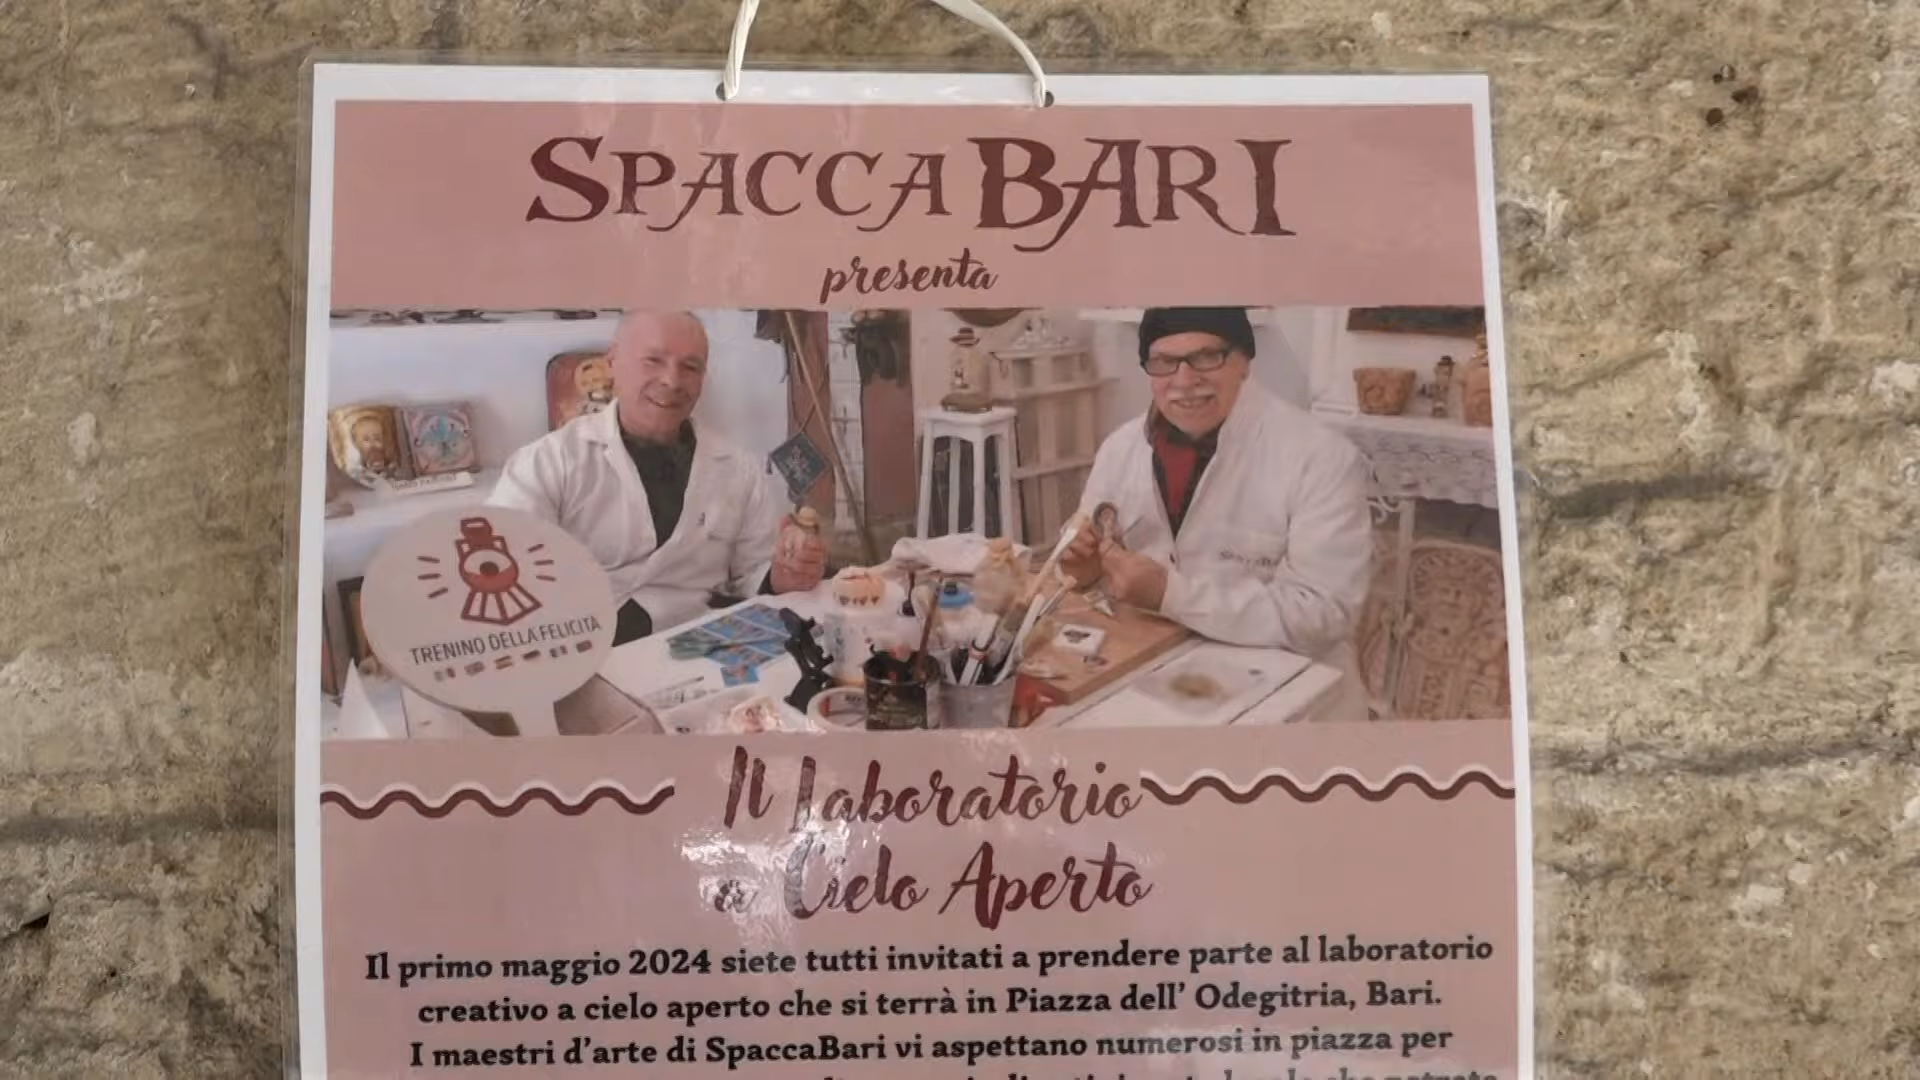 SPACCABARI
presenta
TRENINO DELLA FELICITÀ
Il Laboratorio
a Cielo Aperto
Il primo maggio 2024 siete tutti invitati a prendere parte al laboratorio
creativo a cielo aperto che si terrà in Piazza dell' Odegitria, Bari.
I maestri d'arte di SpaccaBari vi aspettano numerosi in piazza per